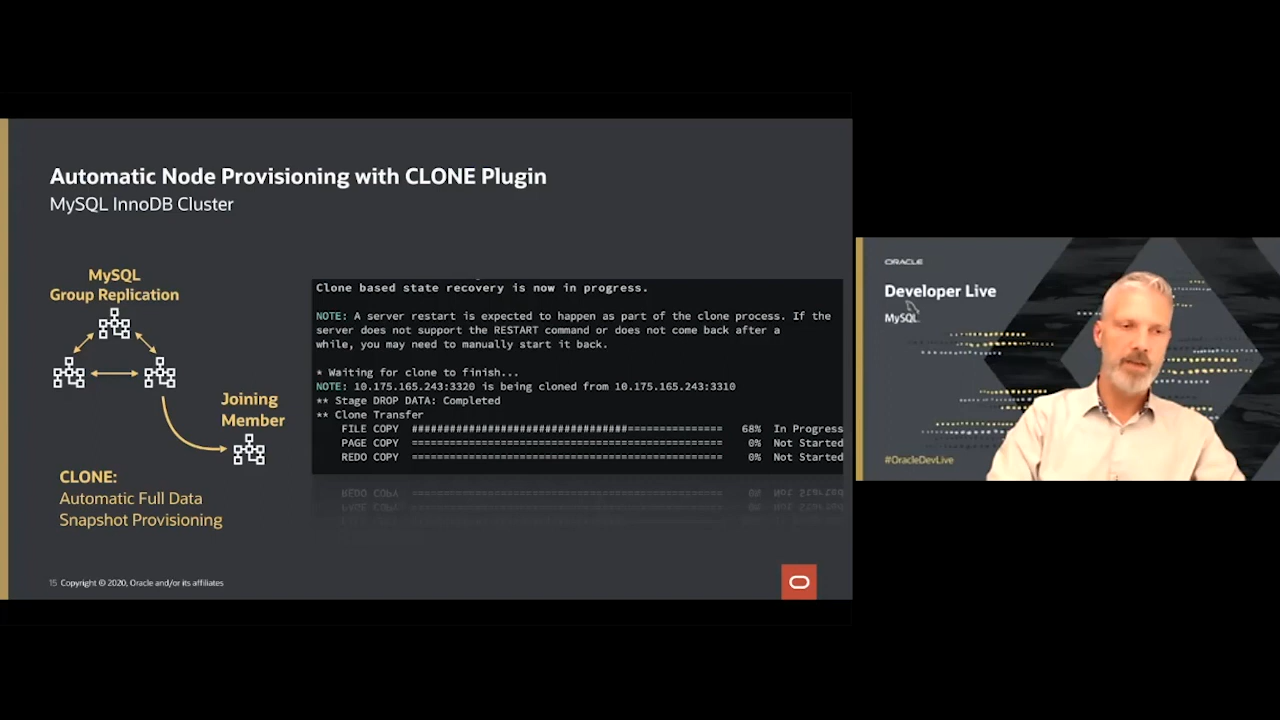 Automatic Node Provisioning with CLONE Plugin
MySQL InnoDB Cluster
MySQL
Group Replication
Joining
Member
CLONE:
Automatic Full Data
Snapshot Provisioning
Clone based state recovery is now in progress.
NOTE: A server restart is expected to happen as part of the clone process. If the
server does not support the RESTART command or does not come back after a
while, you may need to manually start it back.
* Waiting for clone to finish...
NOTE: 10.175.165.243:3320 is being cloned from 10.175.165.243:3310
** Stage DROP DATA: Completed
** Clone Transfer
FILE COPY ##################################=============== 68% In Progress
PAGE COPY ================================================= 0% Not Started
REDO COPY ================================================= 0% Not Started
15 Copyright © 2020, Oracle and/or its affiliates
ORACLE
Developer Live
MySQL
#OracleDevLive